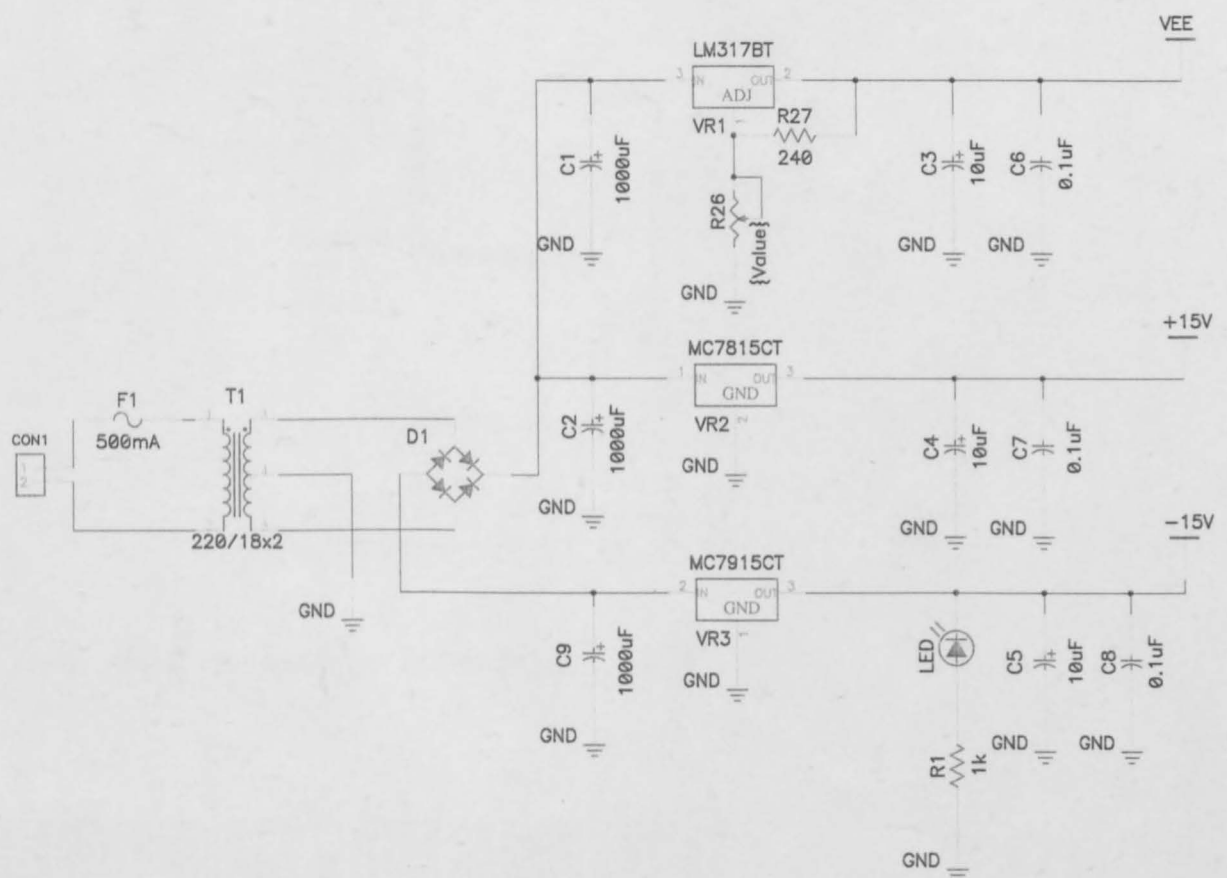 VEE
LM317BT
3 IN OUT 2
ADJ
VR1
1
R27
240
C1
1000uF
R26
{Value}
C3
10uF
C6
0.1uF
GND
GND
GND
GND
+15V
MC7815CT
1 IN OUT 3
GND
VR2
2
GND
F1
500mA
T1
CON1
1
2
220/18x2
D1
C2
1000uF
C4
10uF
C7
0.1uF
GND
GND
GND
-15V
MC7915CT
2 IN OUT 3
GND
VR3
1
GND
GND
C9
1000uF
LED
C5
10uF
C8
0.1uF
GND
GND
GND
R1
1k
GND